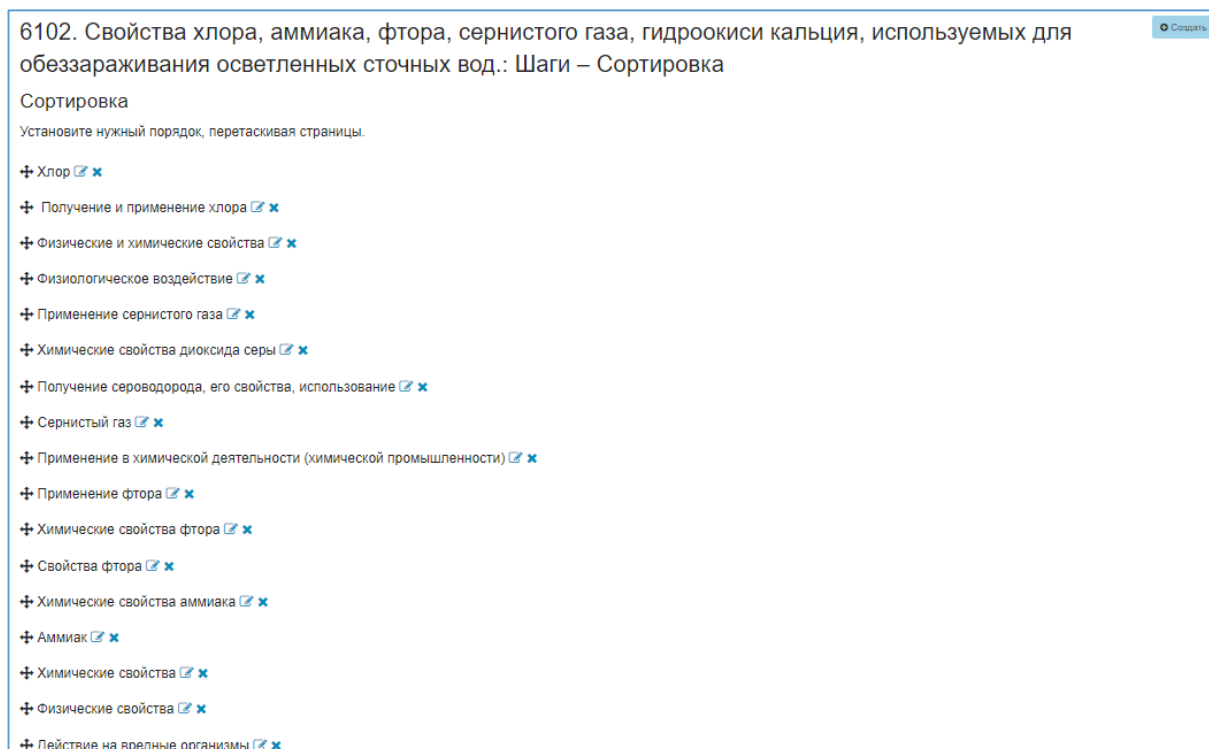 6102. Свойства хлора, аммиака, фтора, сернистого газа, гидроокиси кальция, используемых для
обеззараживания осветленных сточных вод.: Шаги – Сортировка
Создать
Сортировка
Установите нужный порядок, перетаскивая страницы.
Хлор
Получение и применение хлора
Физические и химические свойства
Физиологическое воздействие
Применение сернистого газа
Химические свойства диоксида серы
Получение сероводорода, его свойства, использование
Сернистый газ
Применение в химической деятельности (химической промышленности)
Применение фтора
Химические свойства фтора
Свойства фтора
Химические свойства аммиака
Аммиак
Химические свойства
Физические свойства
Действие на вредные организмы